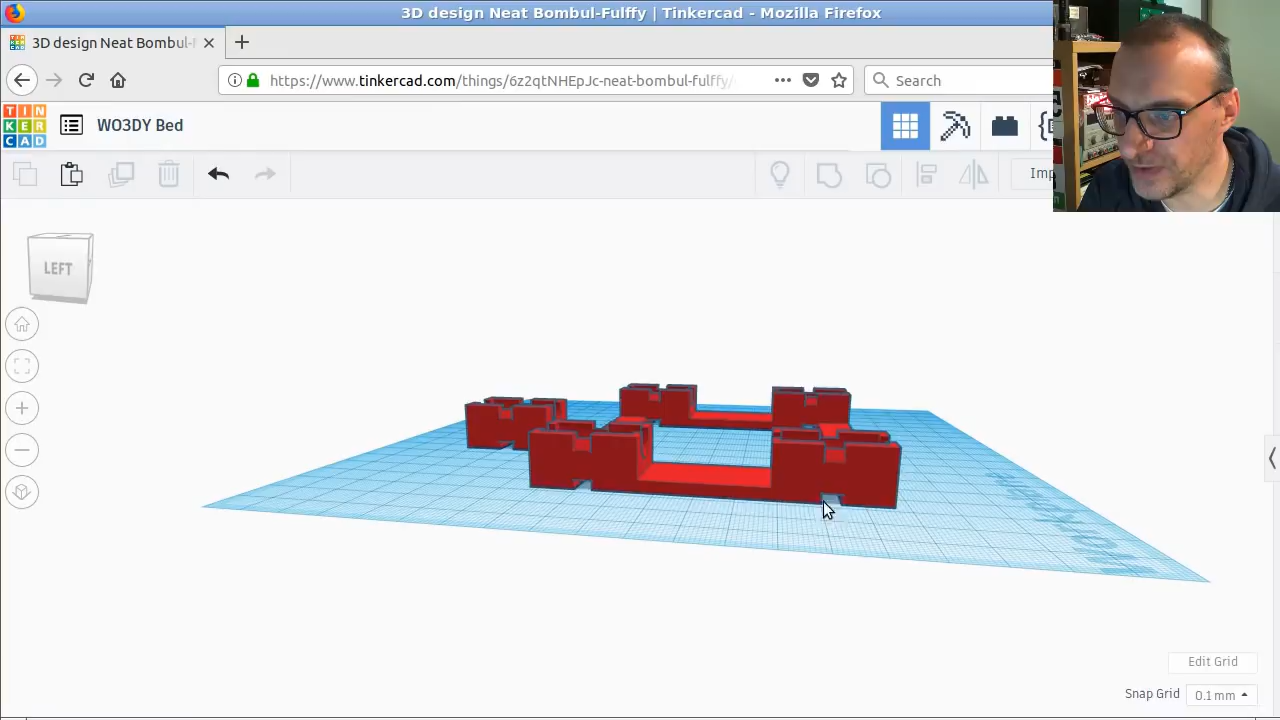 3D design Neat Bombul-Fulffy | Tinkercad - Mozilla Firefox
3D design Neat Bombul-F
https://www.tinkercad.com/things/6z2qtNHEpJc-neat-bombul-fulffy/
Search
TIN
KER
CAD
WO3DY Bed
Imp
LEFT
Workplane
Edit Grid
Snap Grid
0.1 mm